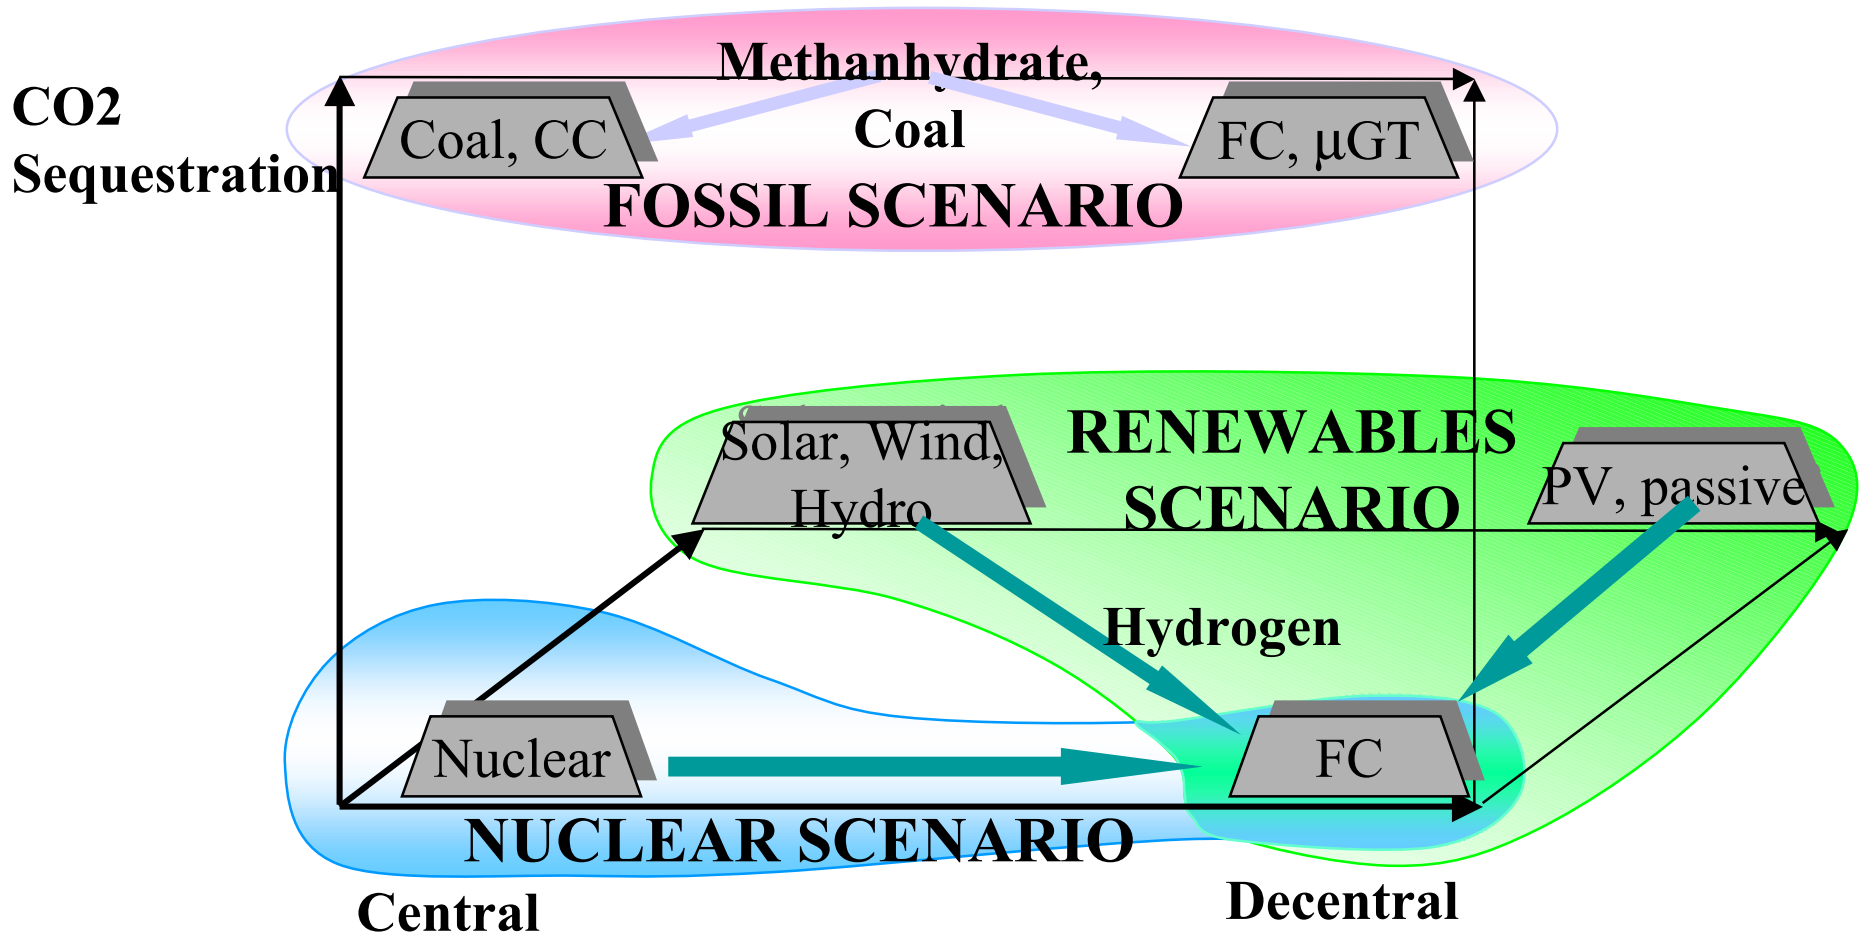 Methanhydrate,
Coal
CO2
Sequestration
Coal, CC
FC, μGT
FOSSIL SCENARIO
Solar, Wind,
Hydro
RENEWABLES
SCENARIO
PV, passive
Hydrogen
Nuclear
FC
NUCLEAR SCENARIO
Central
Decentral